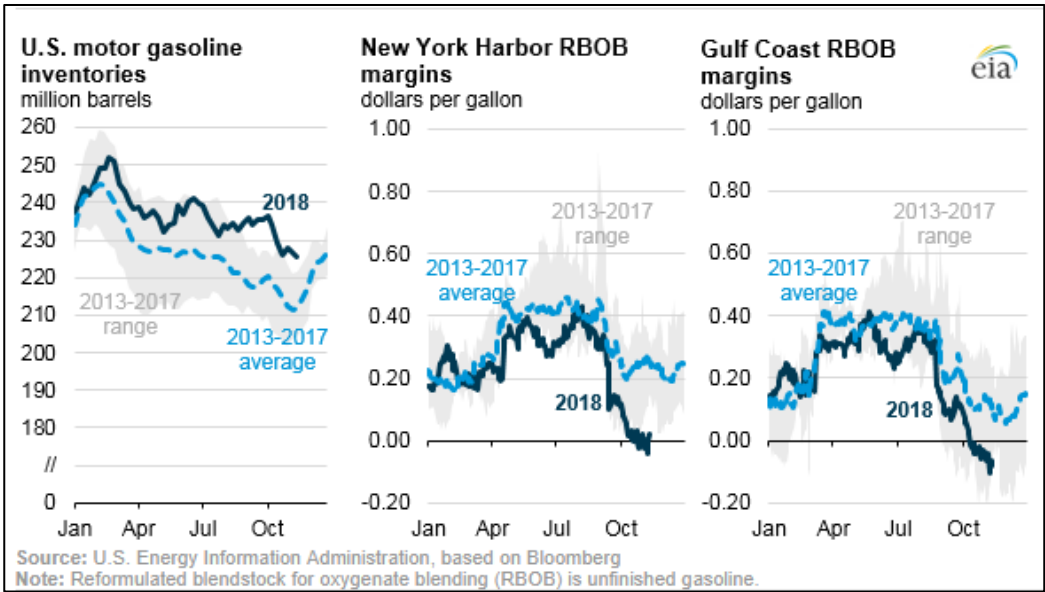 U.S. motor gasoline
inventories
million barrels
260
250
240
230
220
210
200
190
180
//
0
Jan Apr Jul Oct
2018
2013-2017
range
2013-2017
average
New York Harbor RBOB
margins
dollars per gallon
1.00
0.80
0.60
0.40
0.20
0.00
-0.20
Jan Apr Jul Oct
2013-2017
range
2013-2017
average
2018
Gulf Coast RBOB
margins
dollars per gallon
eia
1.00
0.80
0.60
0.40
0.20
0.00
-0.20
Jan Apr Jul Oct
2013-2017
range
2013-2017
average
2018
Source: U.S. Energy Information Administration, based on Bloomberg
Note: Reformulated blendstock for oxygenate blending (RBOB) is unfinished gasoline.